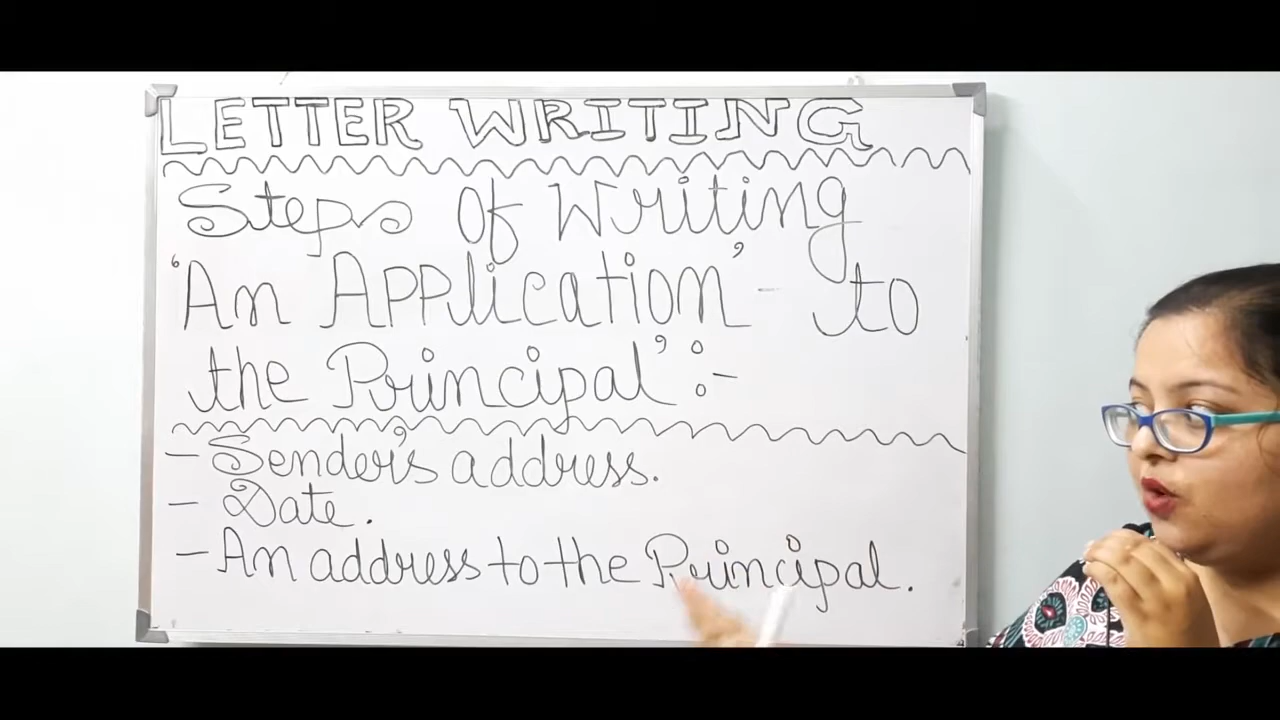 LETTER WRITING
Steps Of Writing
'An Application' - to
the Principal' :-
- Sender's address.
- Date.
- An address to the Principal.